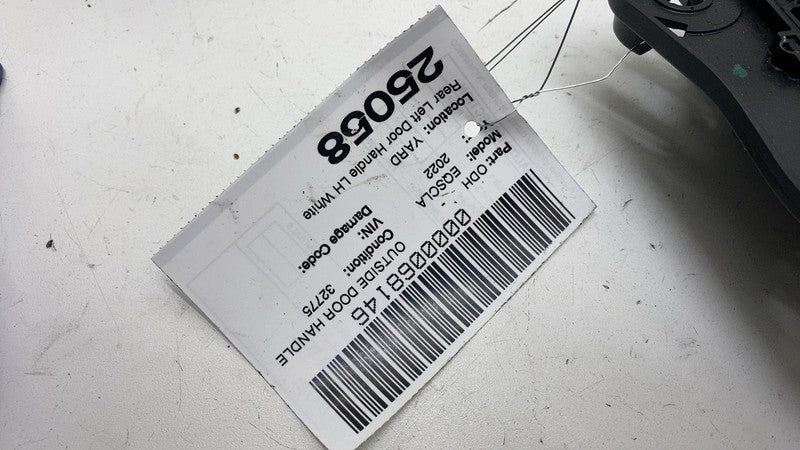 0000068146
Part: ODH OUTSIDE DOOR HANDLE
Model: EQSCLA Condition: 32775
2022 VIN:
Location: YARD Damage Code:
Rear Left Door Handle LH White
25058